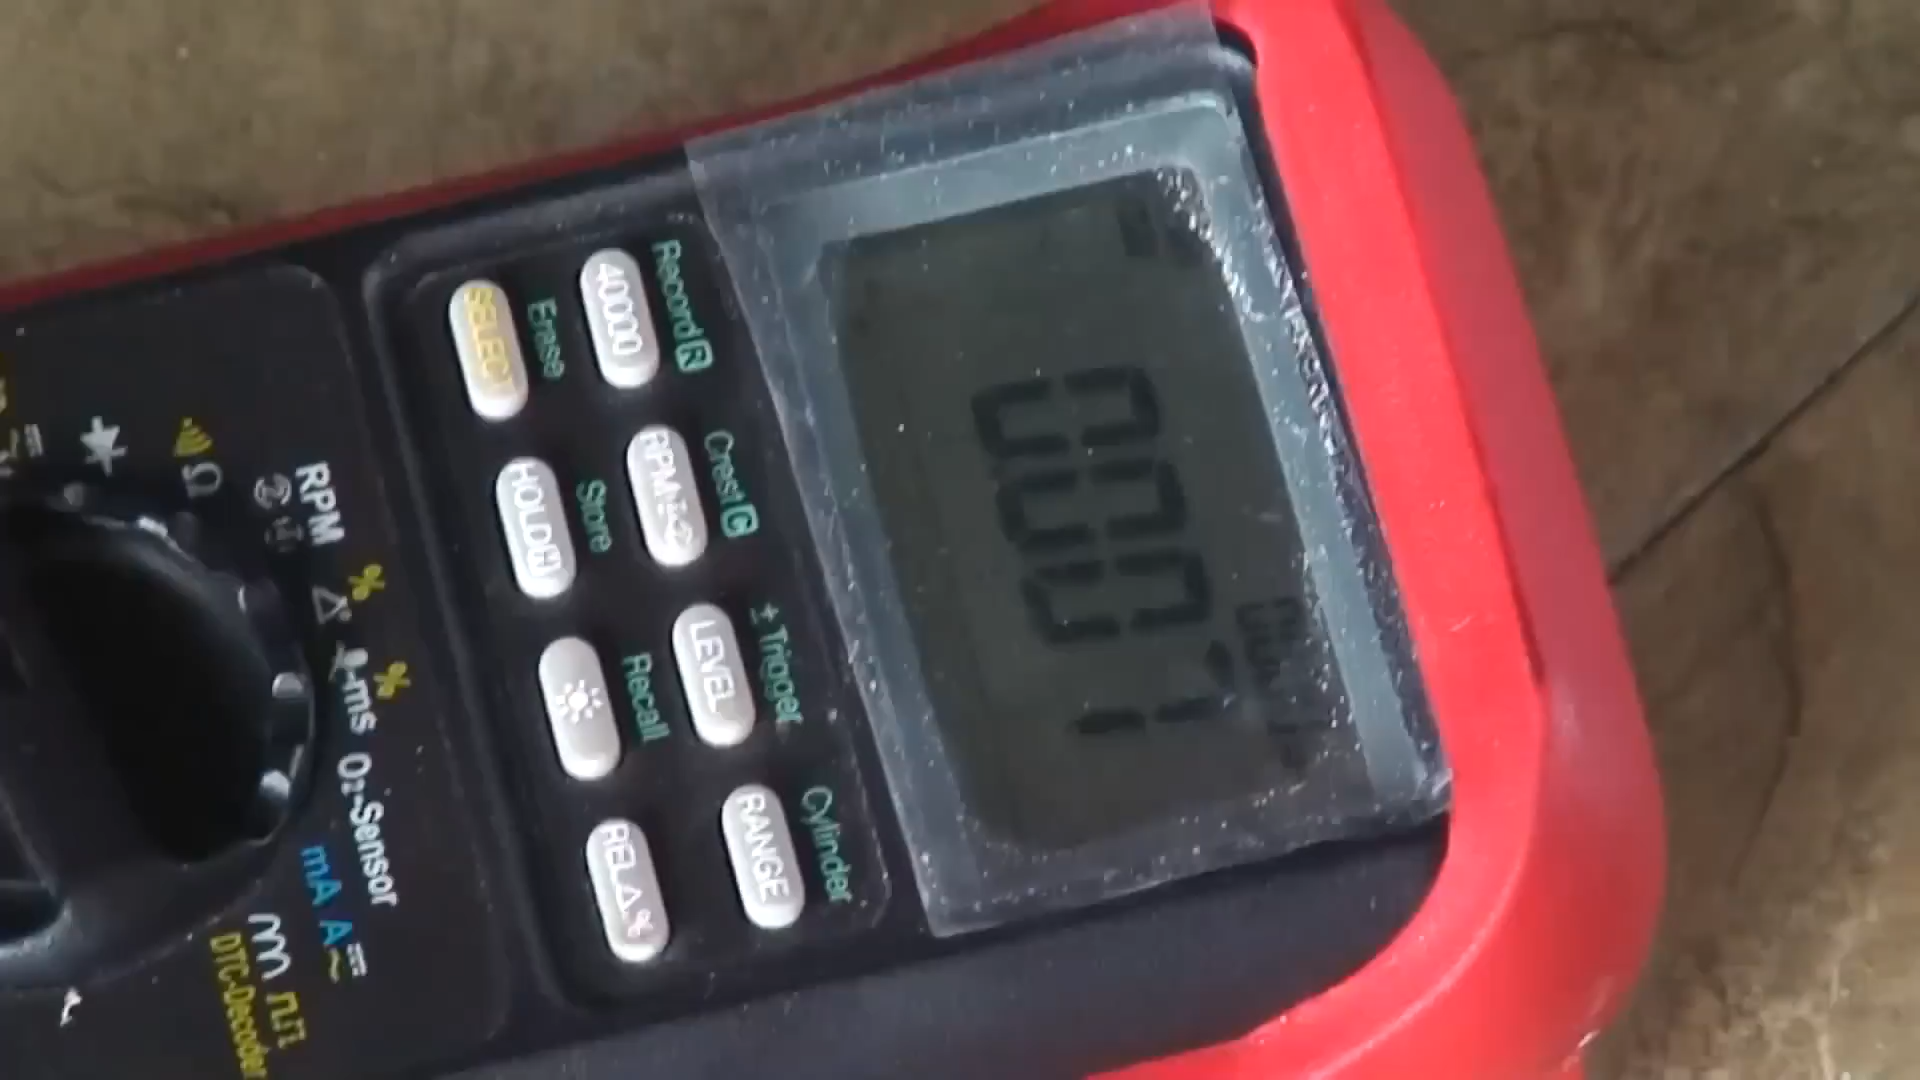 0007
Record R Crest C ± Trigger Cylinder
40000 LEVEL RANGE
Erase Store Recall
SELECT HOLD H REL△%
Ω
RPM
%
%
ms
O₂-Sensor
mA A
DTC-Decoder